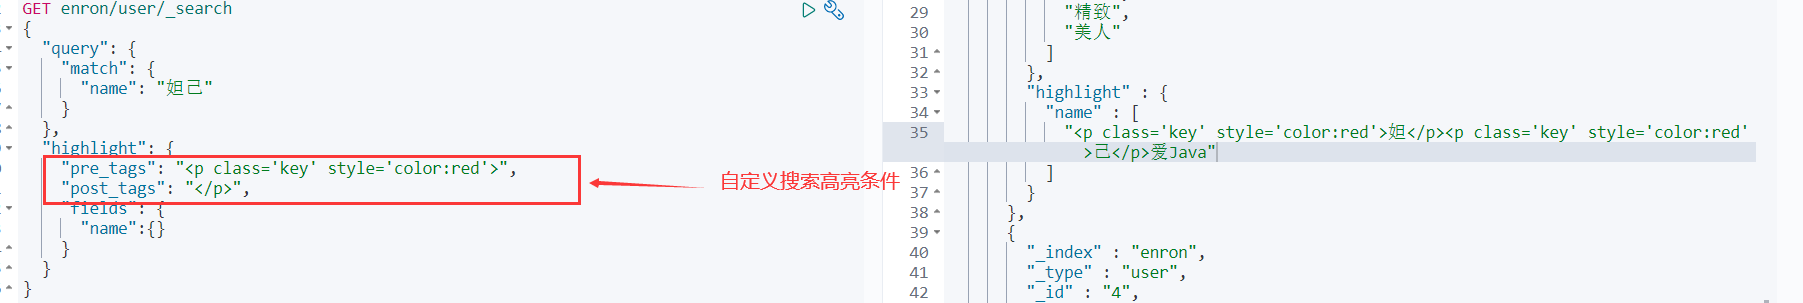 GET enron/user/_search
{
"query": {
"match": {
"name": "妲己"
}
},
"highlight": {
"pre_tags": "<p class='key' style='color:red'>",
"post_tags": "</p>",
"fields": {
"name":{}
}
}
}
自定义搜索高亮条件
29 "精致",
30 "美人"
31 ]
32 },
33 "highlight" : {
34 "name" : [
35 "<p class='key' style='color:red'>妲</p><p class='key' style='color:red'
>己</p>爱Java"
36 ]
37 }
38 },
39 {
40 "_index" : "enron",
41 "_type" : "user",
42 "_id" : "4",